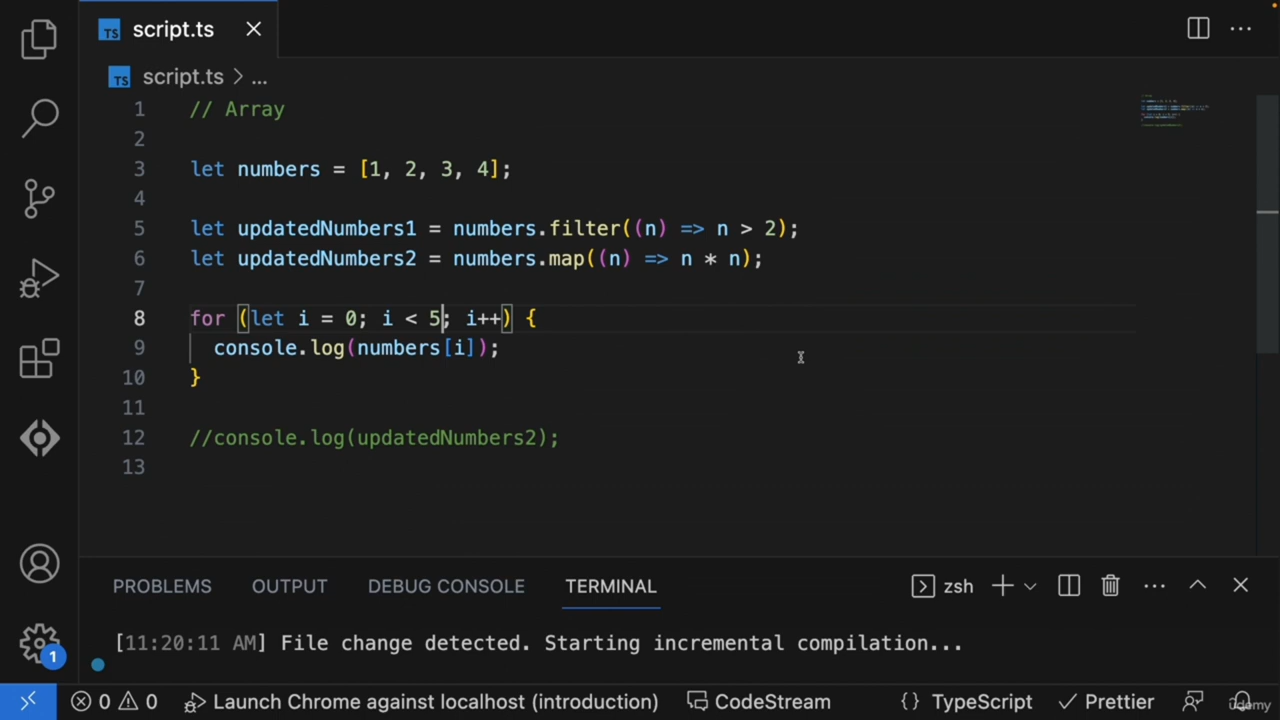 TS script.ts
TS script.ts > ...
1 // Array
2
3 let numbers = [1, 2, 3, 4];
4
5 let updatedNumbers1 = numbers.filter((n) => n > 2);
6 let updatedNumbers2 = numbers.map((n) => n * n);
7
8 for (let i = 0; i < 5; i++) {
9 console.log(numbers[i]);
10 }
11
12 //console.log(updatedNumbers2);
13
PROBLEMS OUTPUT DEBUG CONSOLE TERMINAL zsh
[11:20:11 AM] File change detected. Starting incremental compilation...
1
0 0 Launch Chrome against localhost (introduction) CodeStream {} TypeScript Prettier
udemy